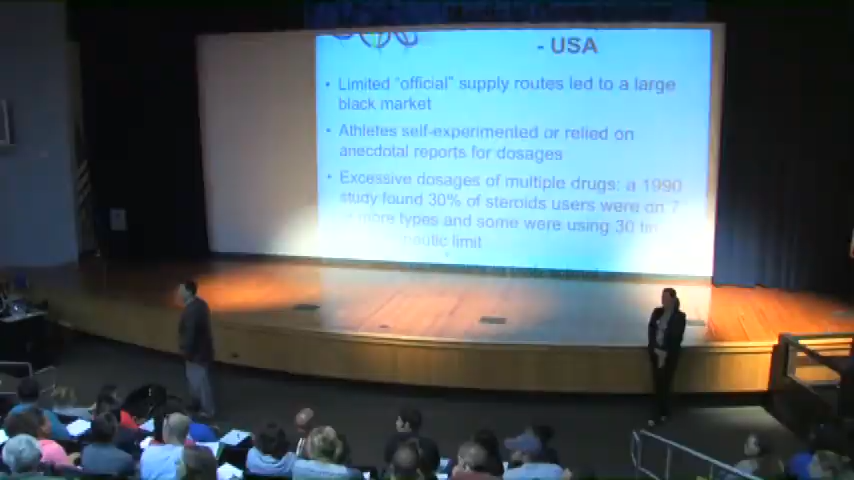 - USA
• Limited “official” supply routes led to a large
black market
• Athletes self-experimented or relied on
anecdotal reports for dosages
• Excessive dosages of multiple drugs: a 1990
study found 30% of steroids users were on 7
more types and some were using 30
limit